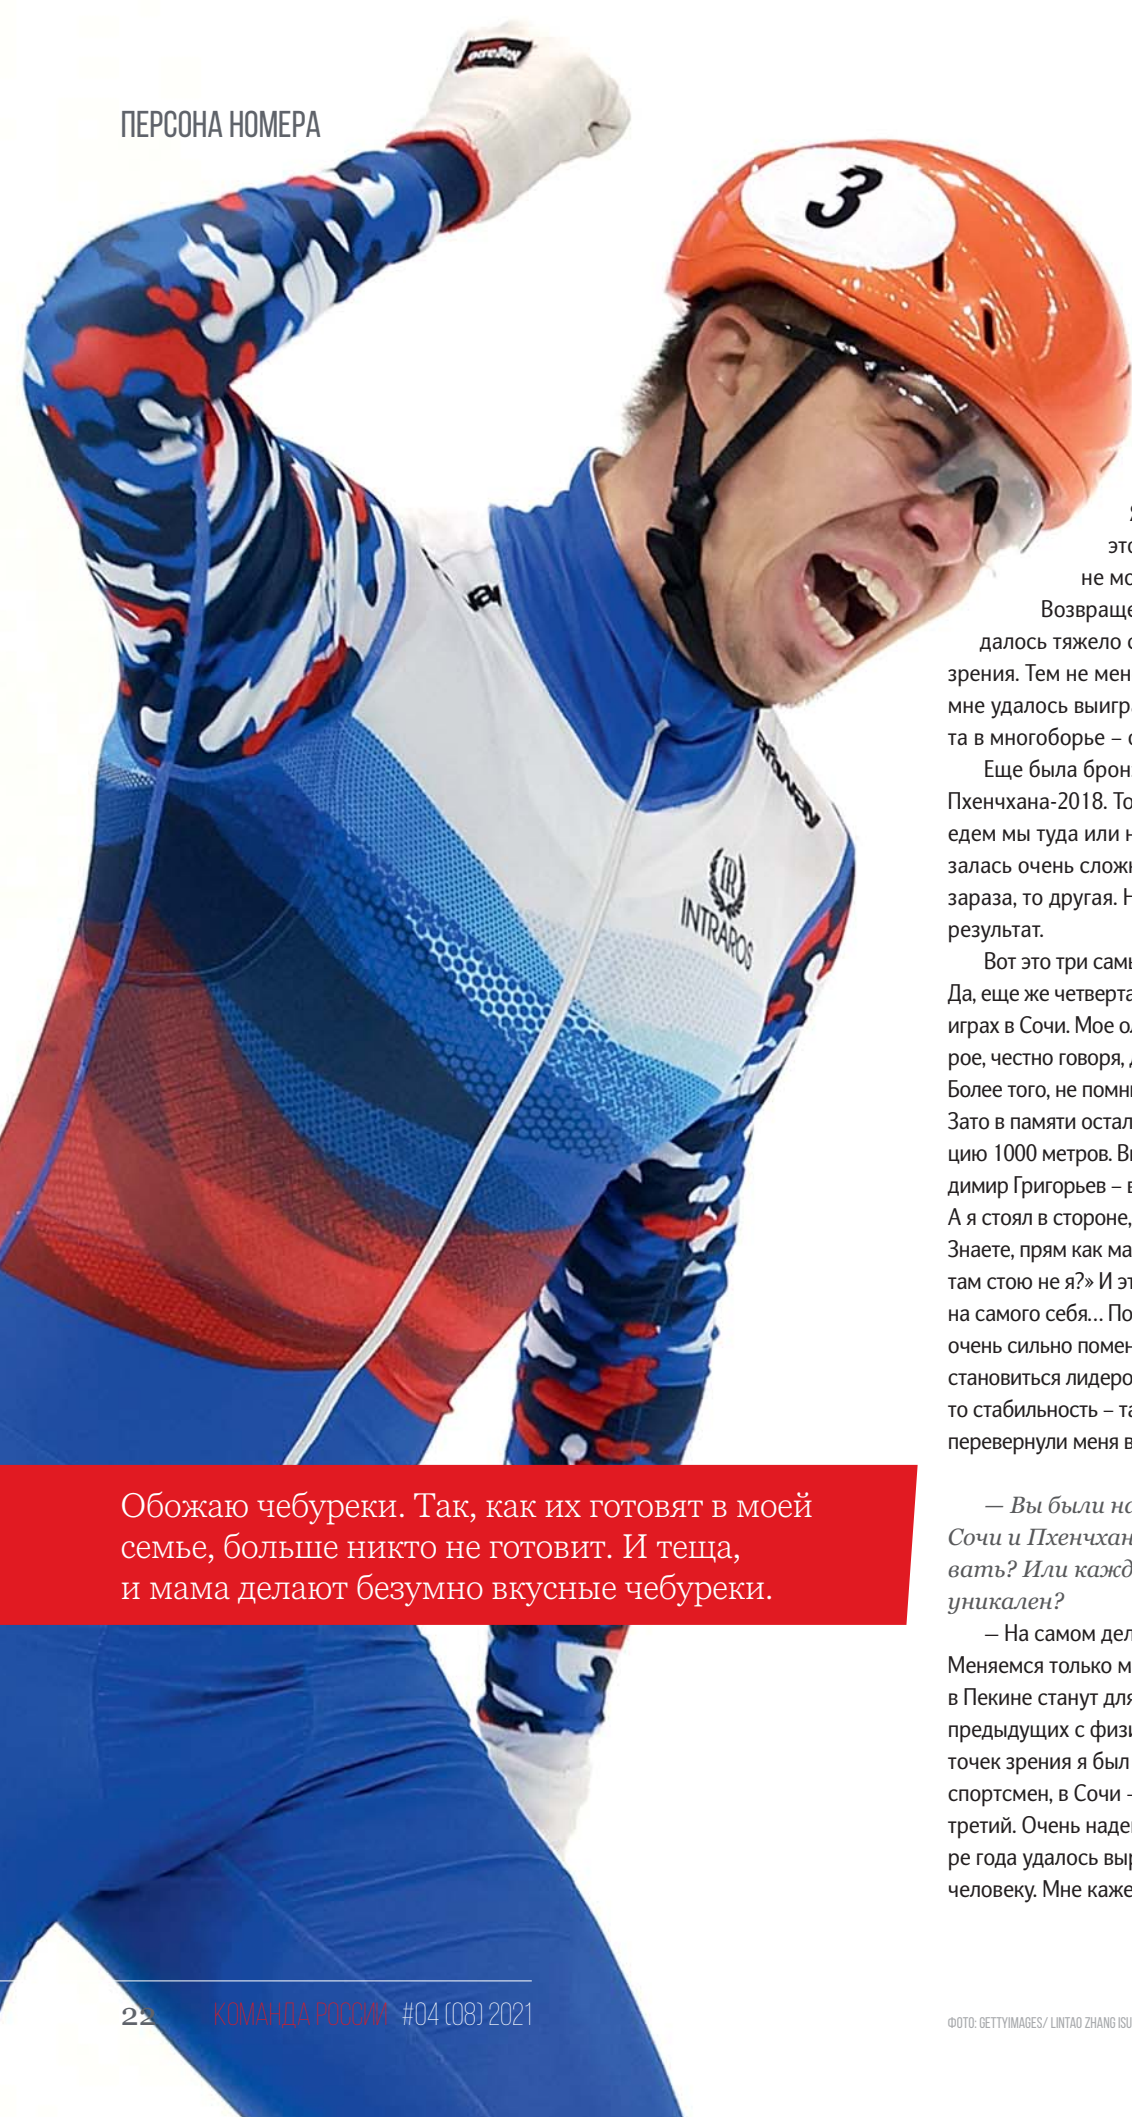 ПЕРСОНА НОМЕРА
3
INTRAROS
это
не мо
Возвраще
далось тяжело с
зрения. Тем не мен
мне удалось выигра
та в многоборье – с
Еще была брон
Пхенчхана-2018. То
едем мы туда или н
залась очень слож
зараза, то другая. Н
результат.
Вот это три самы
Да, еще же четверта
играх в Сочи. Мое о
рое, честно говоря,
Более того, не помн
Зато в памяти остал
цию 1000 метров. В
димир Григорьев – в
А я стоял в стороне,
Знаете, прям как ма
там стою не я?» И эт
на самого себя... По
очень сильно помен
становиться лидеро
то стабильность – та
перевернули меня в
— Вы были на
Сочи и Пхенчхан
вать? Или кажд
уникален?
— На самом дел
Меняемся только м
в Пекине станут для
предыдущих с физи
точек зрения я был
спортсмен, в Сочи –
третий. Очень наде
ре года удалось выр
человеку. Мне каже
Обожаю чебуреки. Так, как их готовят в моей
семье, больше никто не готовит. И теща,
и мама делают безумно вкусные чебуреки.
22 КОМАНДА РОССИИ #04 (08) 2021
ФОТО: GETTYIMAGES/ LINTAO ZHANG ISU